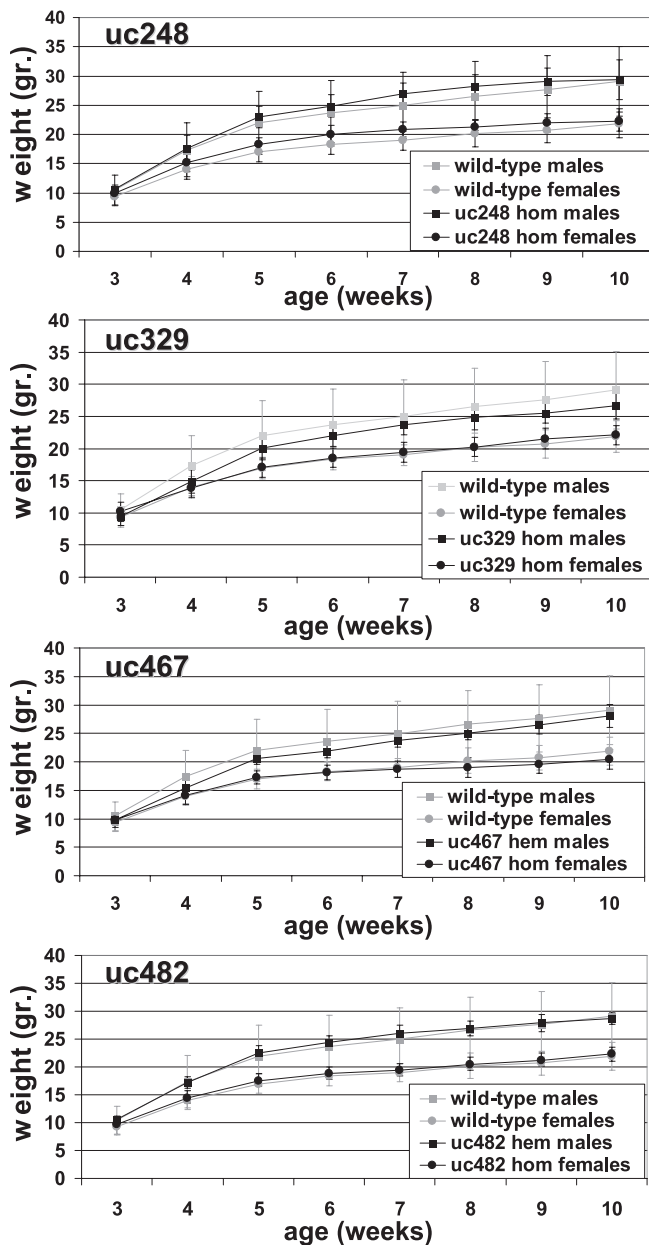 uc248
weight (gr.)
40
35
30
25
20
15
10
5
0
wild-type males
wild-type females
uc248 hom males
uc248 hom females
3 4 5 6 7 8 9 10
age (weeks)
uc329
weight (gr.)
40
35
30
25
20
15
10
5
0
wild-type males
wild-type females
uc329 hom males
uc329 hom females
3 4 5 6 7 8 9 10
age (weeks)
uc467
weight (gr.)
40
35
30
25
20
15
10
5
0
wild-type males
wild-type females
uc467 hem males
uc467 hom females
3 4 5 6 7 8 9 10
age (weeks)
uc482
weight (gr.)
40
35
30
25
20
15
10
5
0
wild-type males
wild-type females
uc482 hem males
uc482 hom females
3 4 5 6 7 8 9 10
age (weeks)